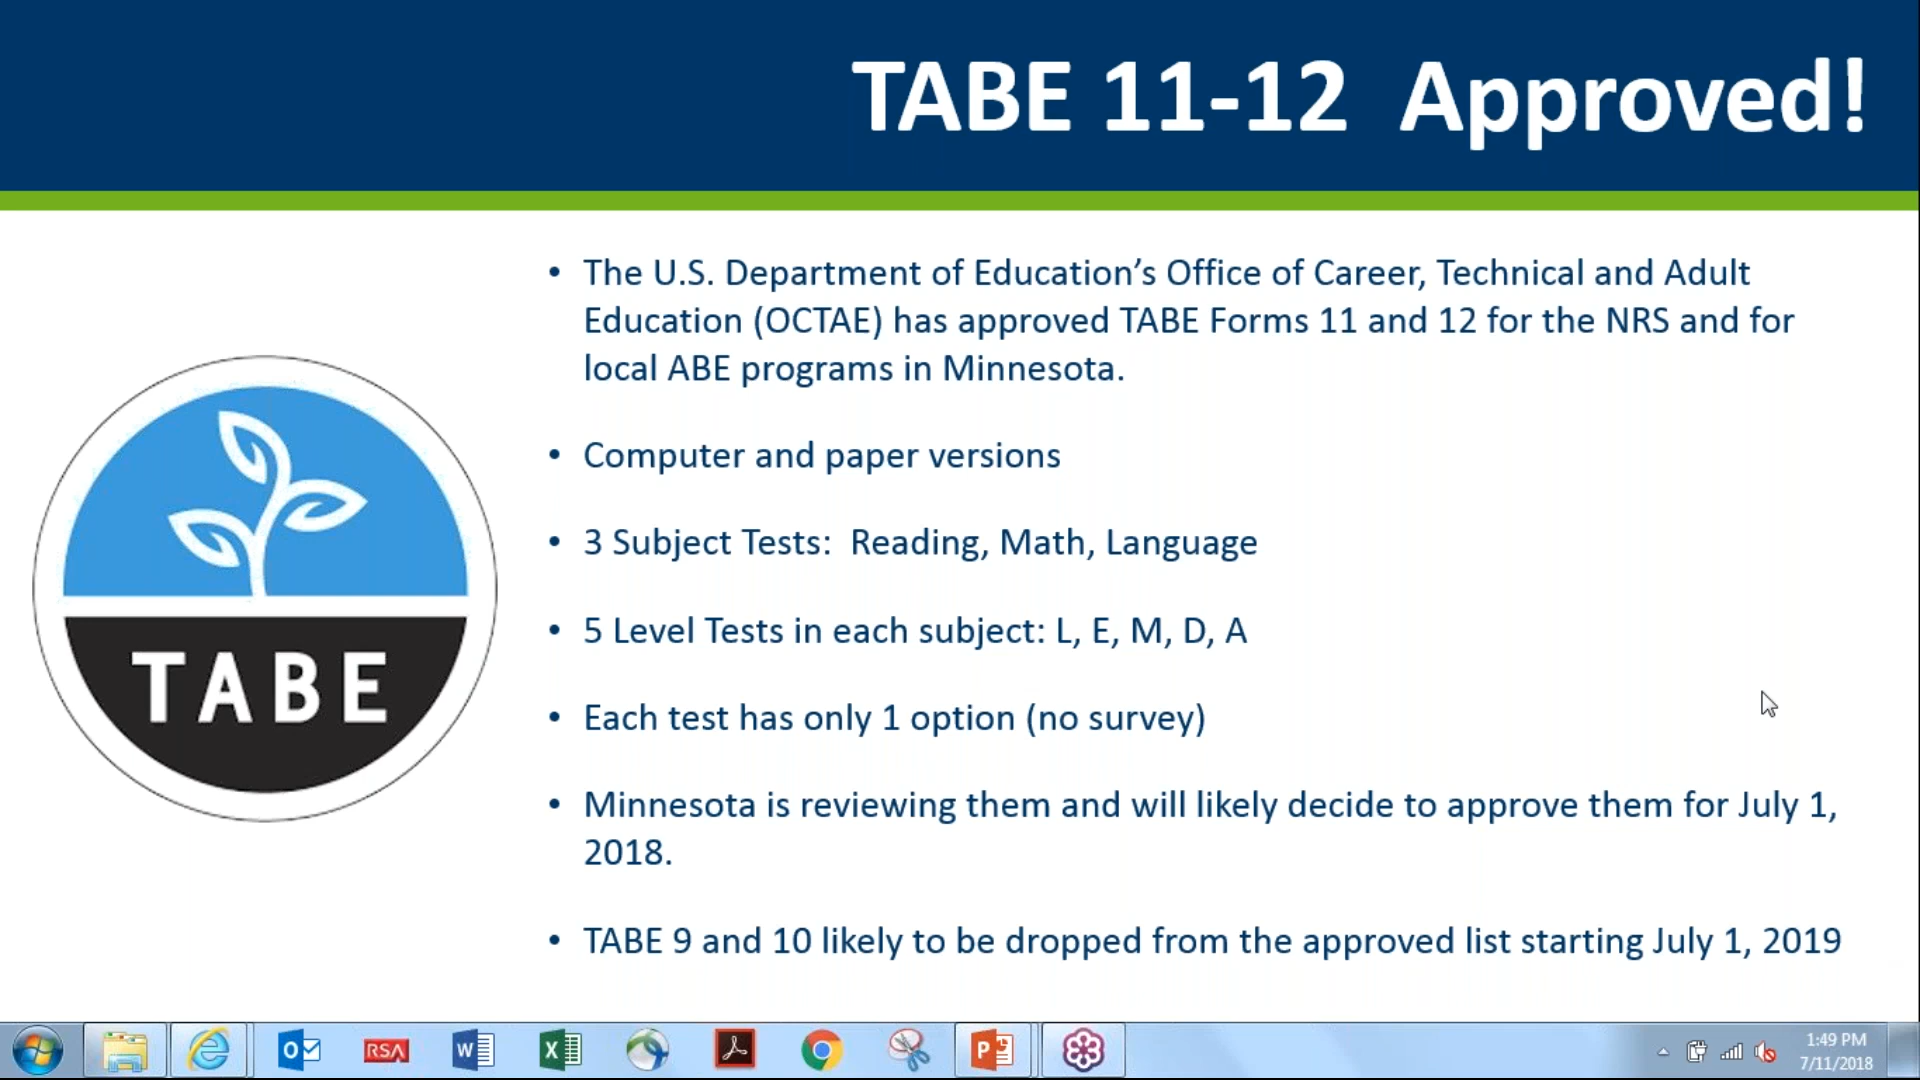 TABE 11-12  Approved!
• The U.S. Department of Education’s Office of Career, Technical and Adult
Education (OCTAE) has approved TABE Forms 11 and 12 for the NRS and for
local ABE programs in Minnesota.
• Computer and paper versions
• 3 Subject Tests:  Reading, Math, Language
• 5 Level Tests in each subject: L, E, M, D, A
• Each test has only 1 option (no survey)
• Minnesota is reviewing them and will likely decide to approve them for July 1,
2018.
• TABE 9 and 10 likely to be dropped from the approved list starting July 1, 2019
TABE
RSA
1:49 PM
7/11/2018